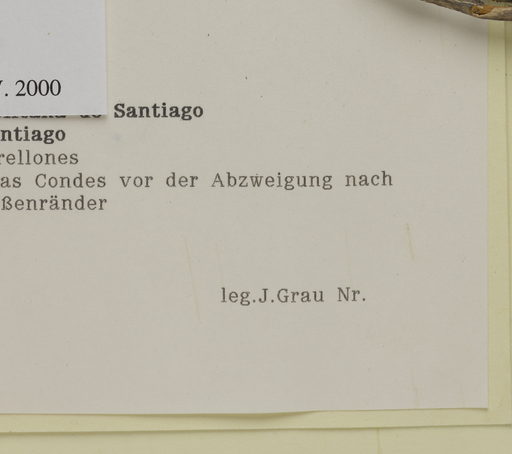 . 2000
de Santiago
ntiago
rellones
as Condes vor der Abzweigung nach
ßenränder
leg.J.Grau Nr.